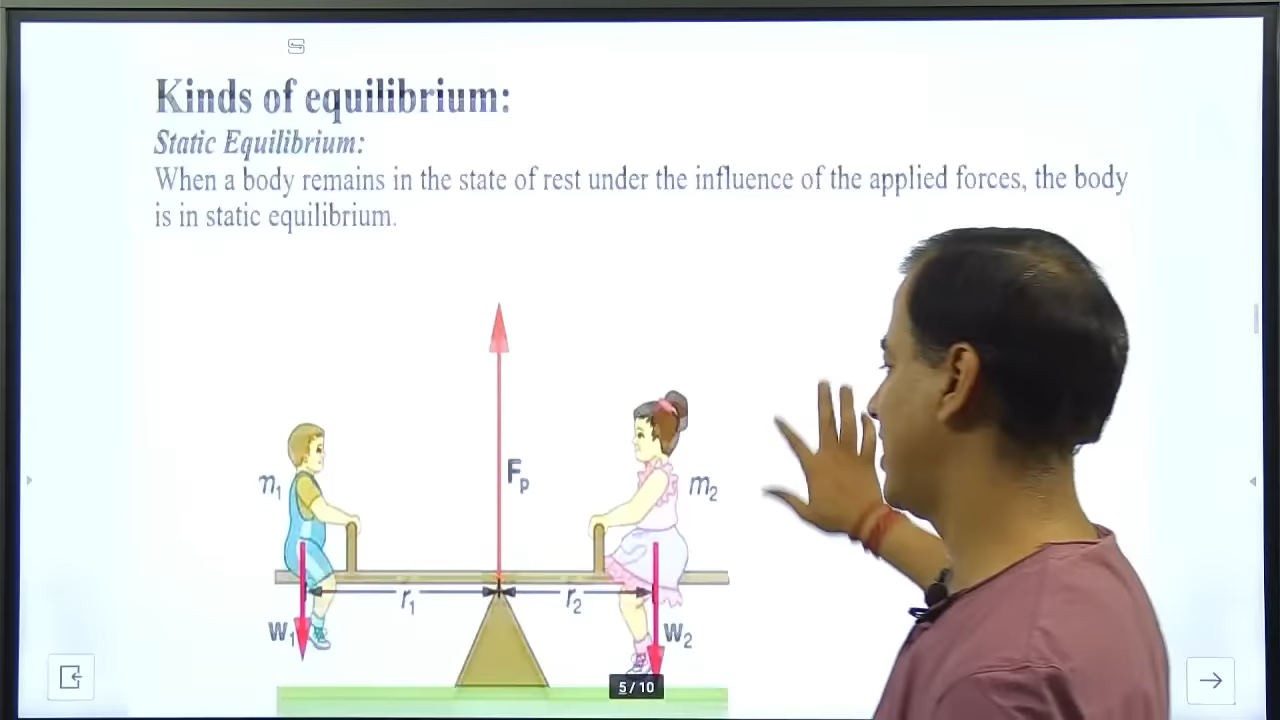 Kinds of equilibrium:
Static Equilibrium:
When a body remains in the state of rest under the influence of the applied forces, the body
is in static equilibrium.
Fp
m₂
r₁
r₂
W₁
W₂
5 / 10